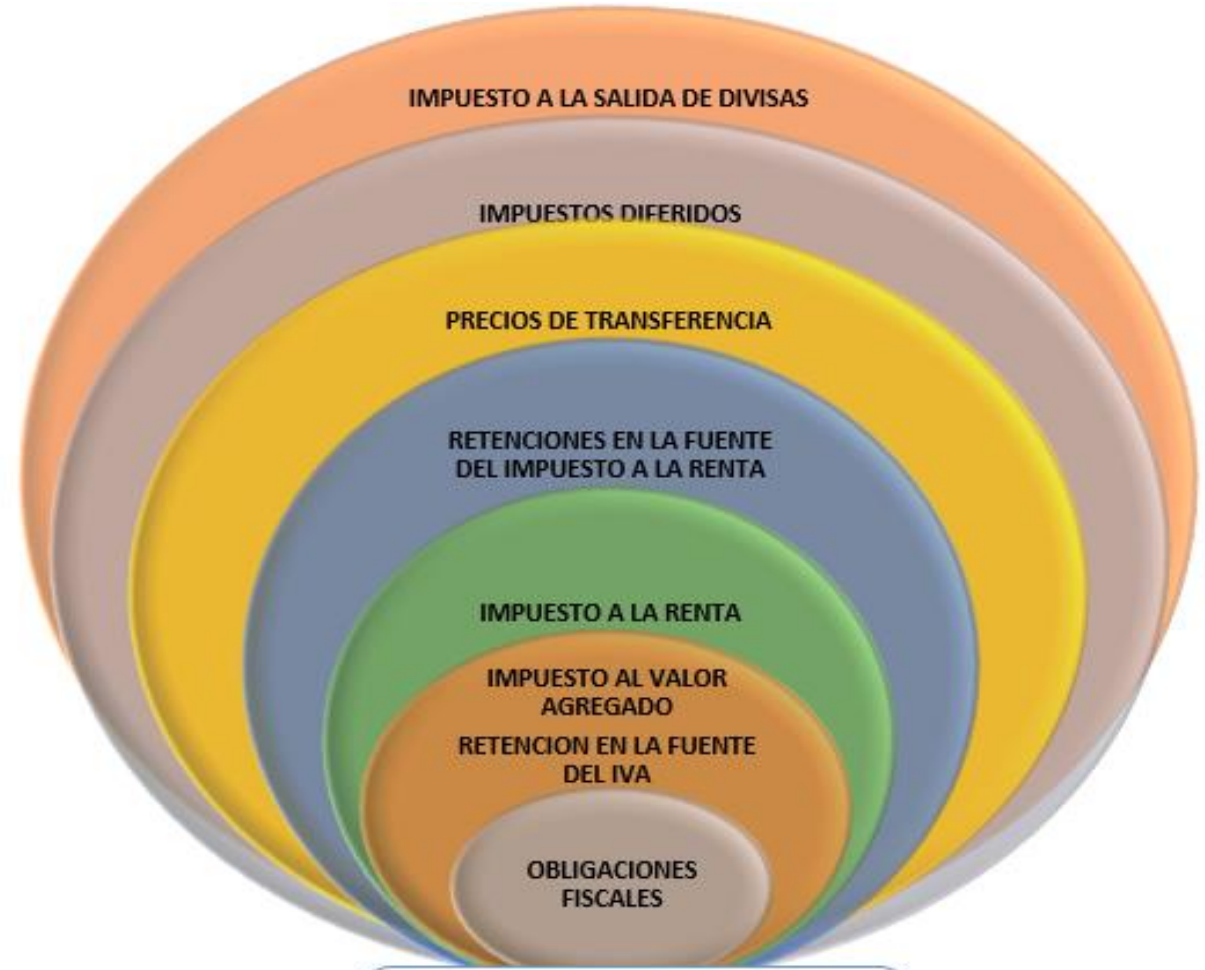 IMPUESTO A LA SALIDA DE DIVISAS
IMPUESTOS DIFERIDOS
PRECIOS DE TRANSFERENCIA
RETENCIONES EN LA FUENTE
DEL IMPUESTO A LA RENTA
IMPUESTO A LA RENTA
IMPUESTO AL VALOR
AGREGADO
RETENCION EN LA FUENTE
DEL IVA
OBLIGACIONES
FISCALES